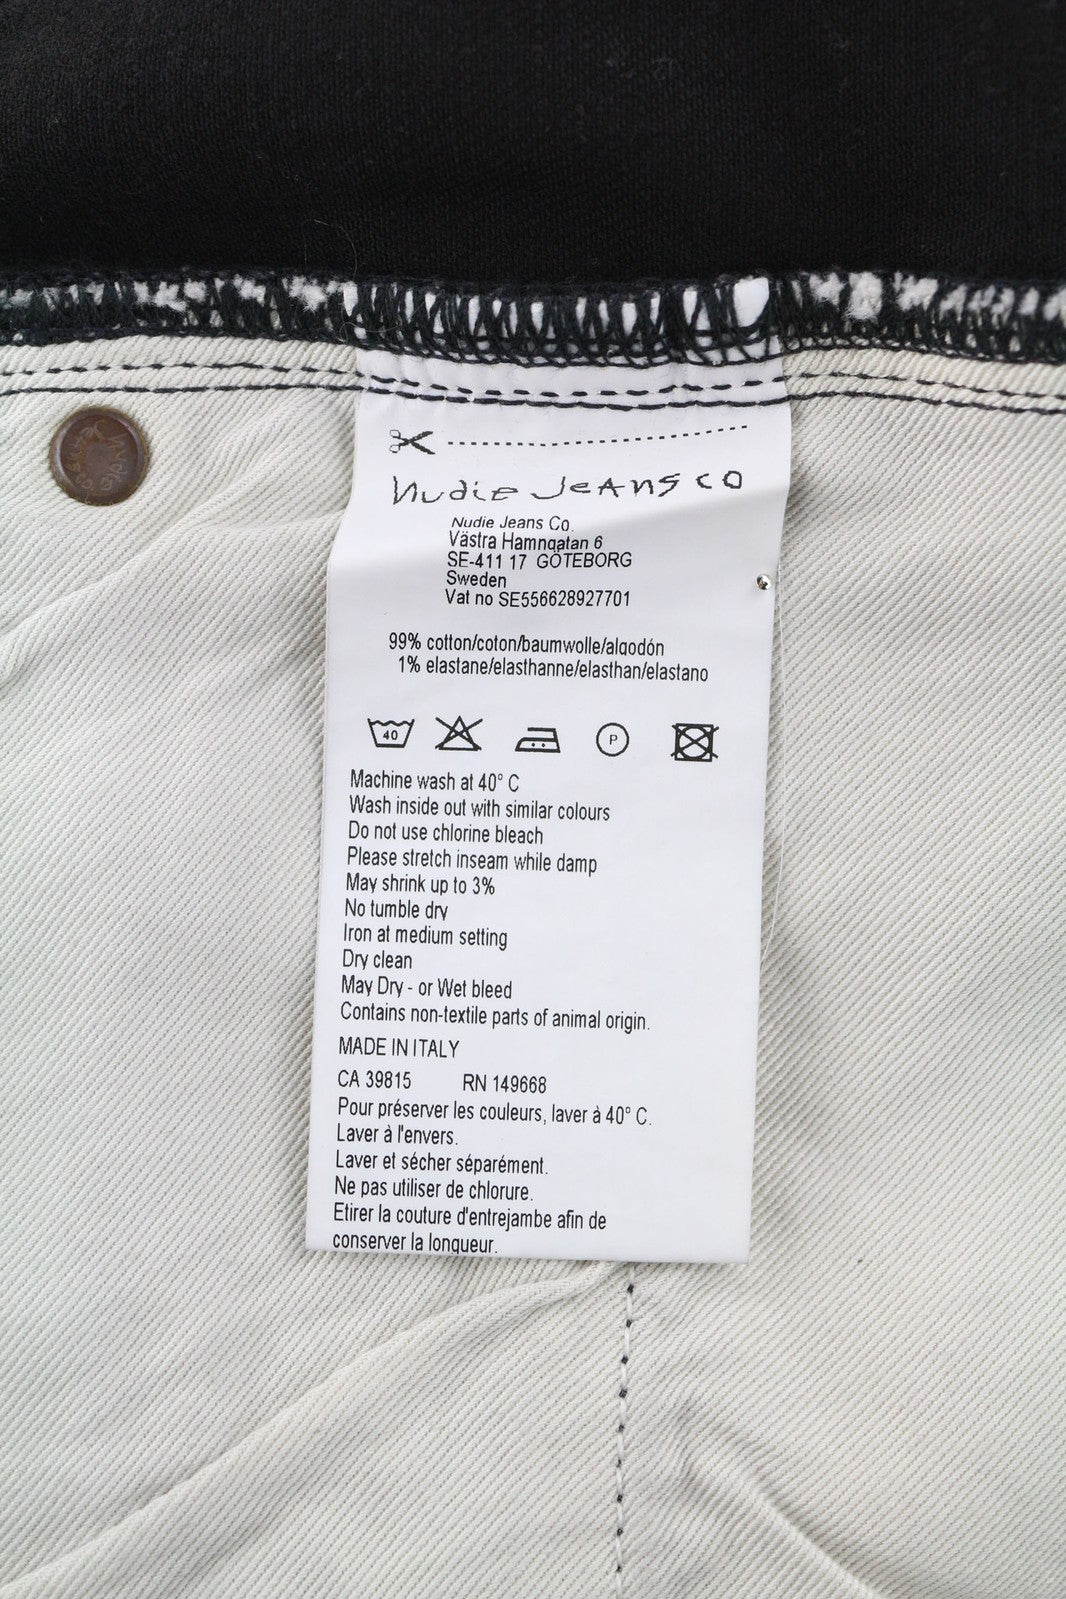 Nudie Jeans co
Nudie Jeans Co.
Västra Hamngatan 6
SE-411 17 GÖTEBORG
Sweden
Vat no SE556628927701
99% cotton/coton/baumwolle/algodón
1% elastane/elasthanne/elasthan/elastano
40 P
Machine wash at 40° C
Wash inside out with similar colours
Do not use chlorine bleach
Please stretch inseam while damp
May shrink up to 3%
No tumble dry
Iron at medium setting
Dry clean
May Dry - or Wet bleed
Contains non-textile parts of animal origin.
MADE IN ITALY
CA 39815 RN 149668
Pour préserver les couleurs, laver à 40° C.
Laver à l'envers.
Laver et sécher séparément.
Ne pas utiliser de chlorure.
Etirer la couture d'entrejambe afin de
conserver la longueur.